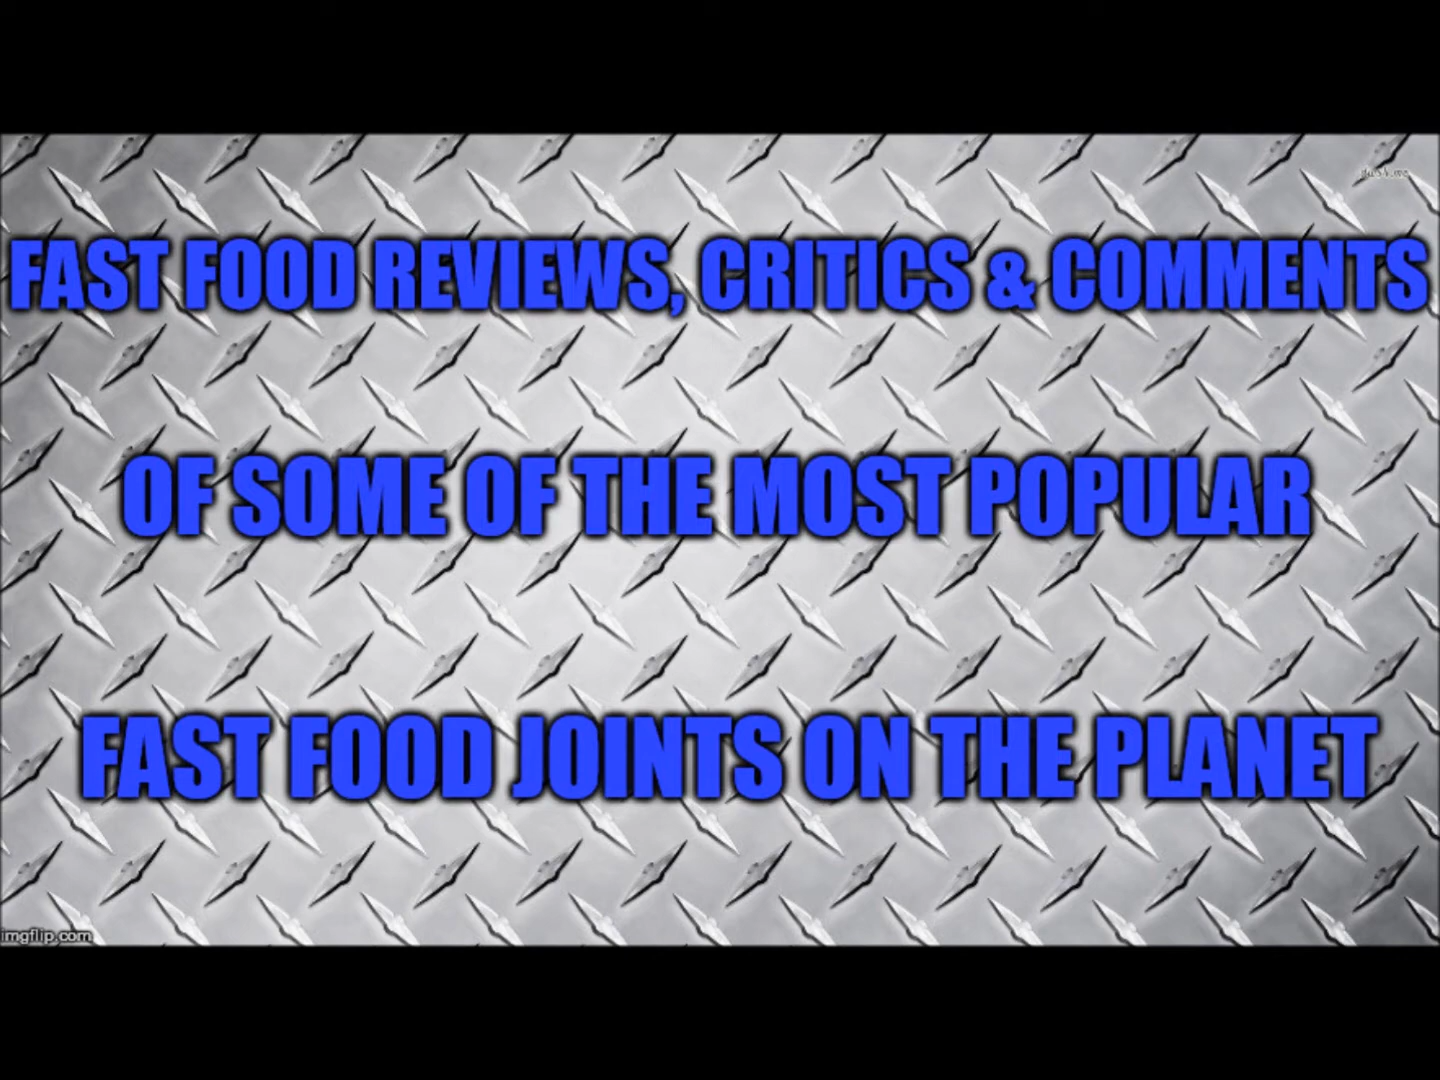 FAST FOOD REVIEWS, CRITICS & COMMENTS
OF SOME OF THE MOST POPULAR
FAST FOOD JOINTS ON THE PLANET
imgflip.com